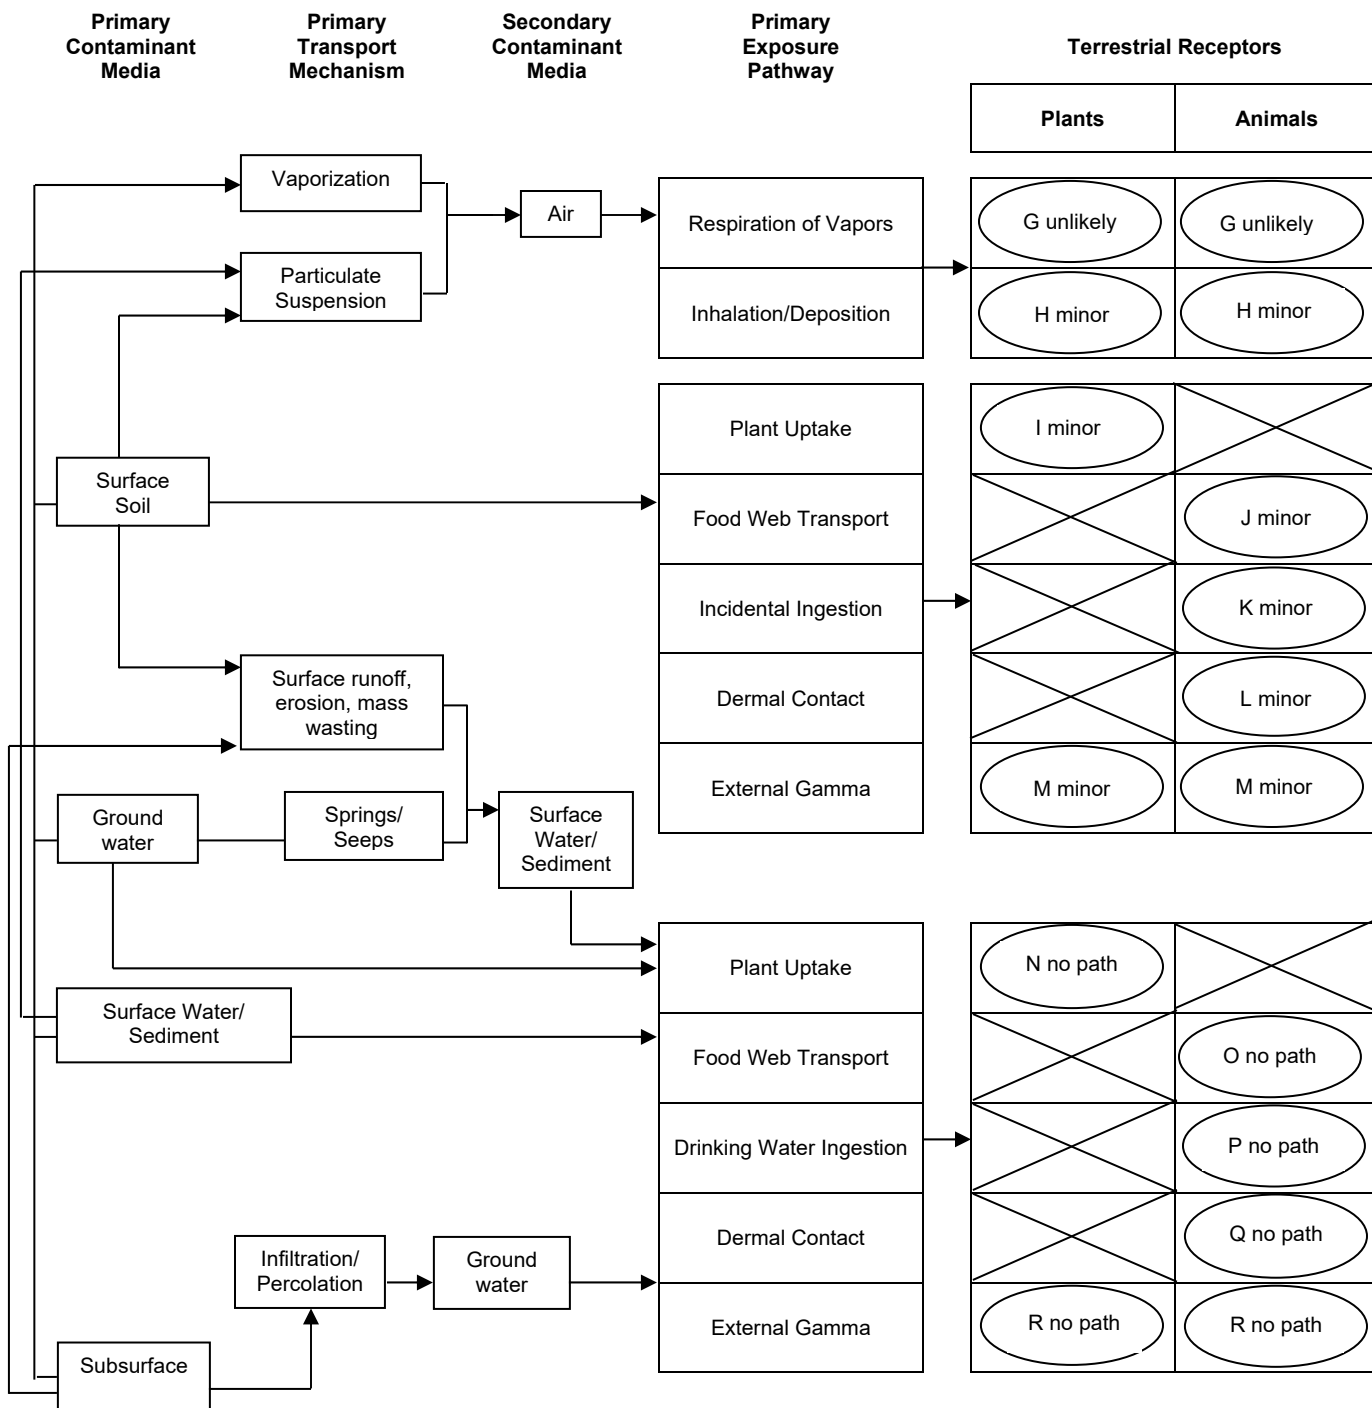 Primary
Contaminant
Media
Primary
Transport
Mechanism
Secondary
Contaminant
Media
Primary
Exposure
Pathway
Terrestrial Receptors
Plants
Animals
Vaporization
Air
Particulate
Suspension
Respiration of Vapors
G unlikely
G unlikely
Inhalation/Deposition
H minor
H minor
Surface
Soil
Plant Uptake
I minor
Food Web Transport
J minor
Incidental Ingestion
K minor
Surface runoff,
erosion, mass
wasting
Dermal Contact
L minor
External Gamma
M minor
M minor
Ground
water
Springs/
Seeps
Surface
Water/
Sediment
Plant Uptake
N no path
Surface Water/
Sediment
Food Web Transport
O no path
Drinking Water Ingestion
P no path
Dermal Contact
Q no path
Infiltration/
Percolation
Ground
water
External Gamma
R no path
R no path
Subsurface